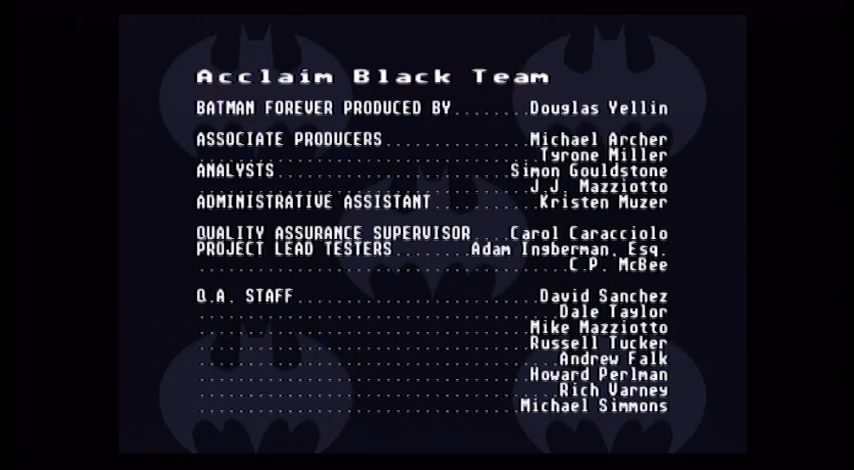 Acclaim Black Team
BATMAN FOREVER PRODUCED BY........Douglas Yellin
ASSOCIATE PRODUCERS...............Michael Archer
...................................Tyrone Miller
ANALYSTS........................Simon Gouldstone
..................................J.J. Mazziotto
ADMINISTRATIVE ASSISTANT...........Kristen Muzer
QUALITY ASSURANCE SUPERVISOR....Carol Caracciolo
PROJECT LEAD TESTERS........Adam Ingberman, Esq.
......................................C.P. McBee
Q.A. STAFF.........................David Sanchez
.....................................Dale Taylor
..................................Mike Mazziotto
..................................Russell Tucker
.....................................Andrew Falk
..................................Howard Perlman
.....................................Rich Varney
.................................Michael Simmons